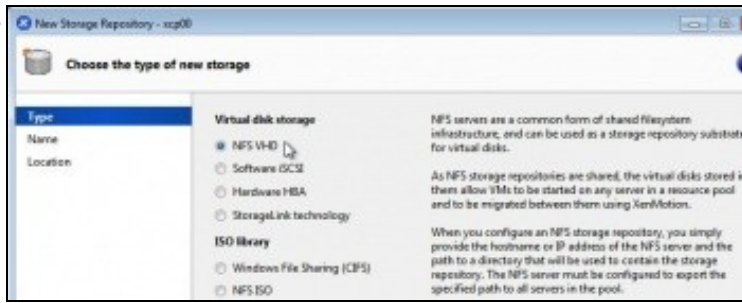 New Storage Repository - xcp00
Choose the type of new storage
Type
Name
Location
Virtual disk storage
NFS VHD
Software iSCSI
Hardware HBA
StorageLink technology
ISO library
Windows File Sharing (CIFS)
NFS ISO
NFS servers are a common form of shared filesystem
infrastructure, and can be used as a storage repository substrate
for virtual disks.
As NFS storage repositories are shared, the virtual disks stored i
them allow VMs to be started on any server in a resource pool
and to be migrated between them using XenMotion.
When you configure an NFS storage repository, you simply
provide the hostname or IP address of the NFS server and the
path to a directory that will be used to contain the storage
repository. The NFS server must be configured to export the
specified path to all servers in the pool.